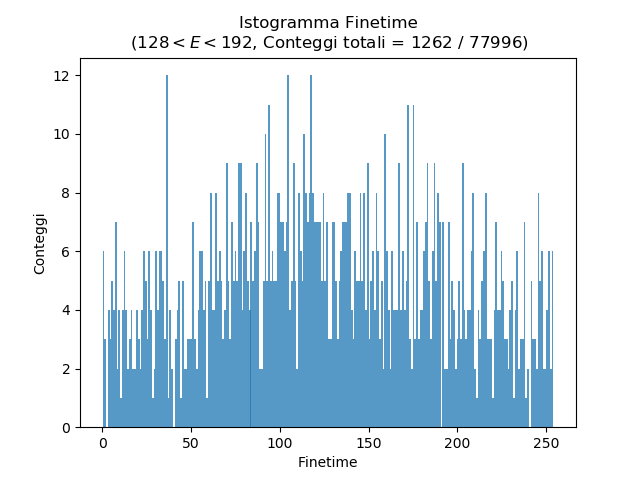 Istogramma Finetime
(128 < E < 192, Conteggi totali = 1262 / 77996)
12
10
8
6
4
2
0
Conteggi
0 50 100 150 200 250
Finetime